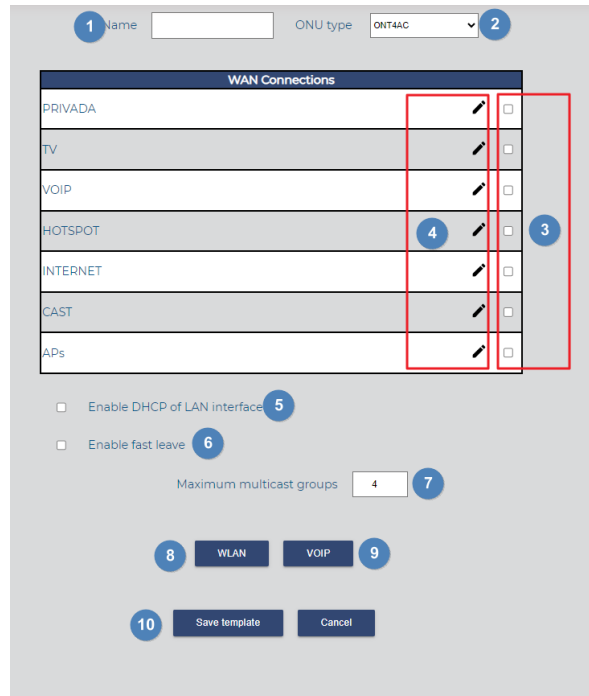 1 Name ONU type ONT4AC 2
WAN Connections
PRIVADA
TV
VOIP
HOTSPOT 4 3
INTERNET
CAST
APs
Enable DHCP of LAN interface 5
Enable fast leave 6
Maximum multicast groups 4 7
8 WLAN VOIP 9
10 Save template Cancel